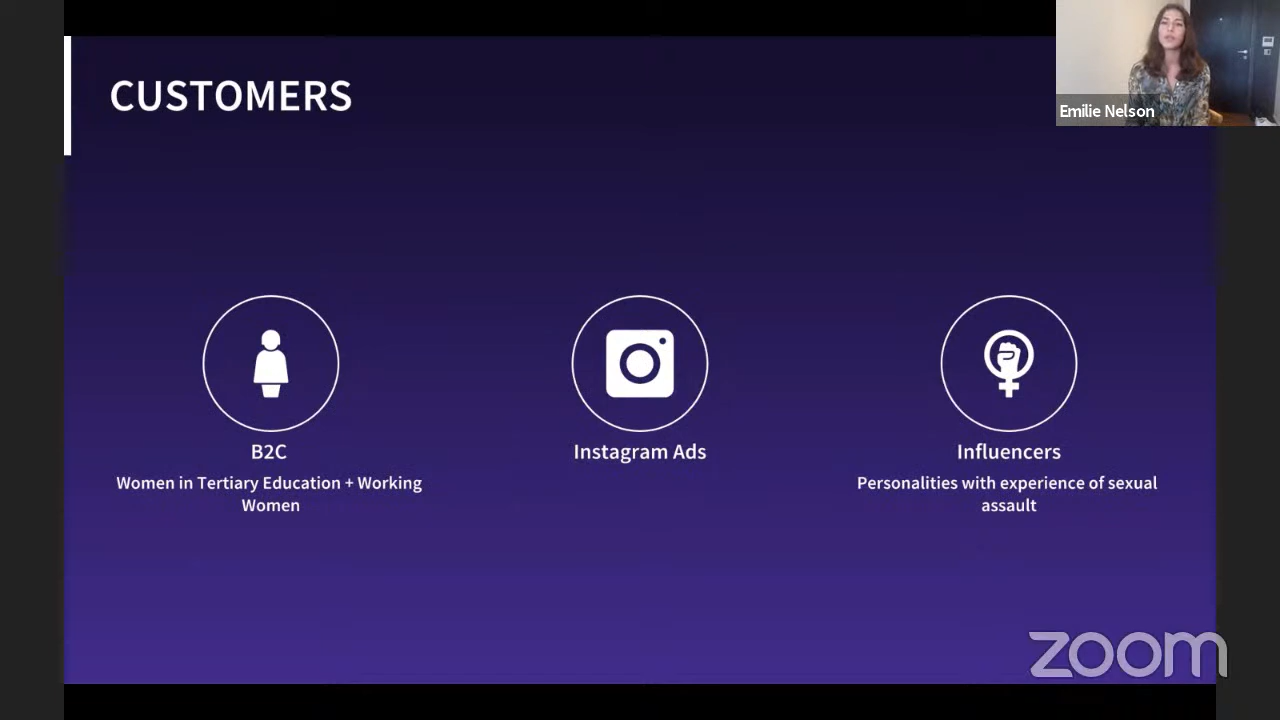 CUSTOMERS
Emilie Nelson
B2C
Women in Tertiary Education + Working
Women
Instagram Ads
Influencers
Personalities with experience of sexual
assault
zoom